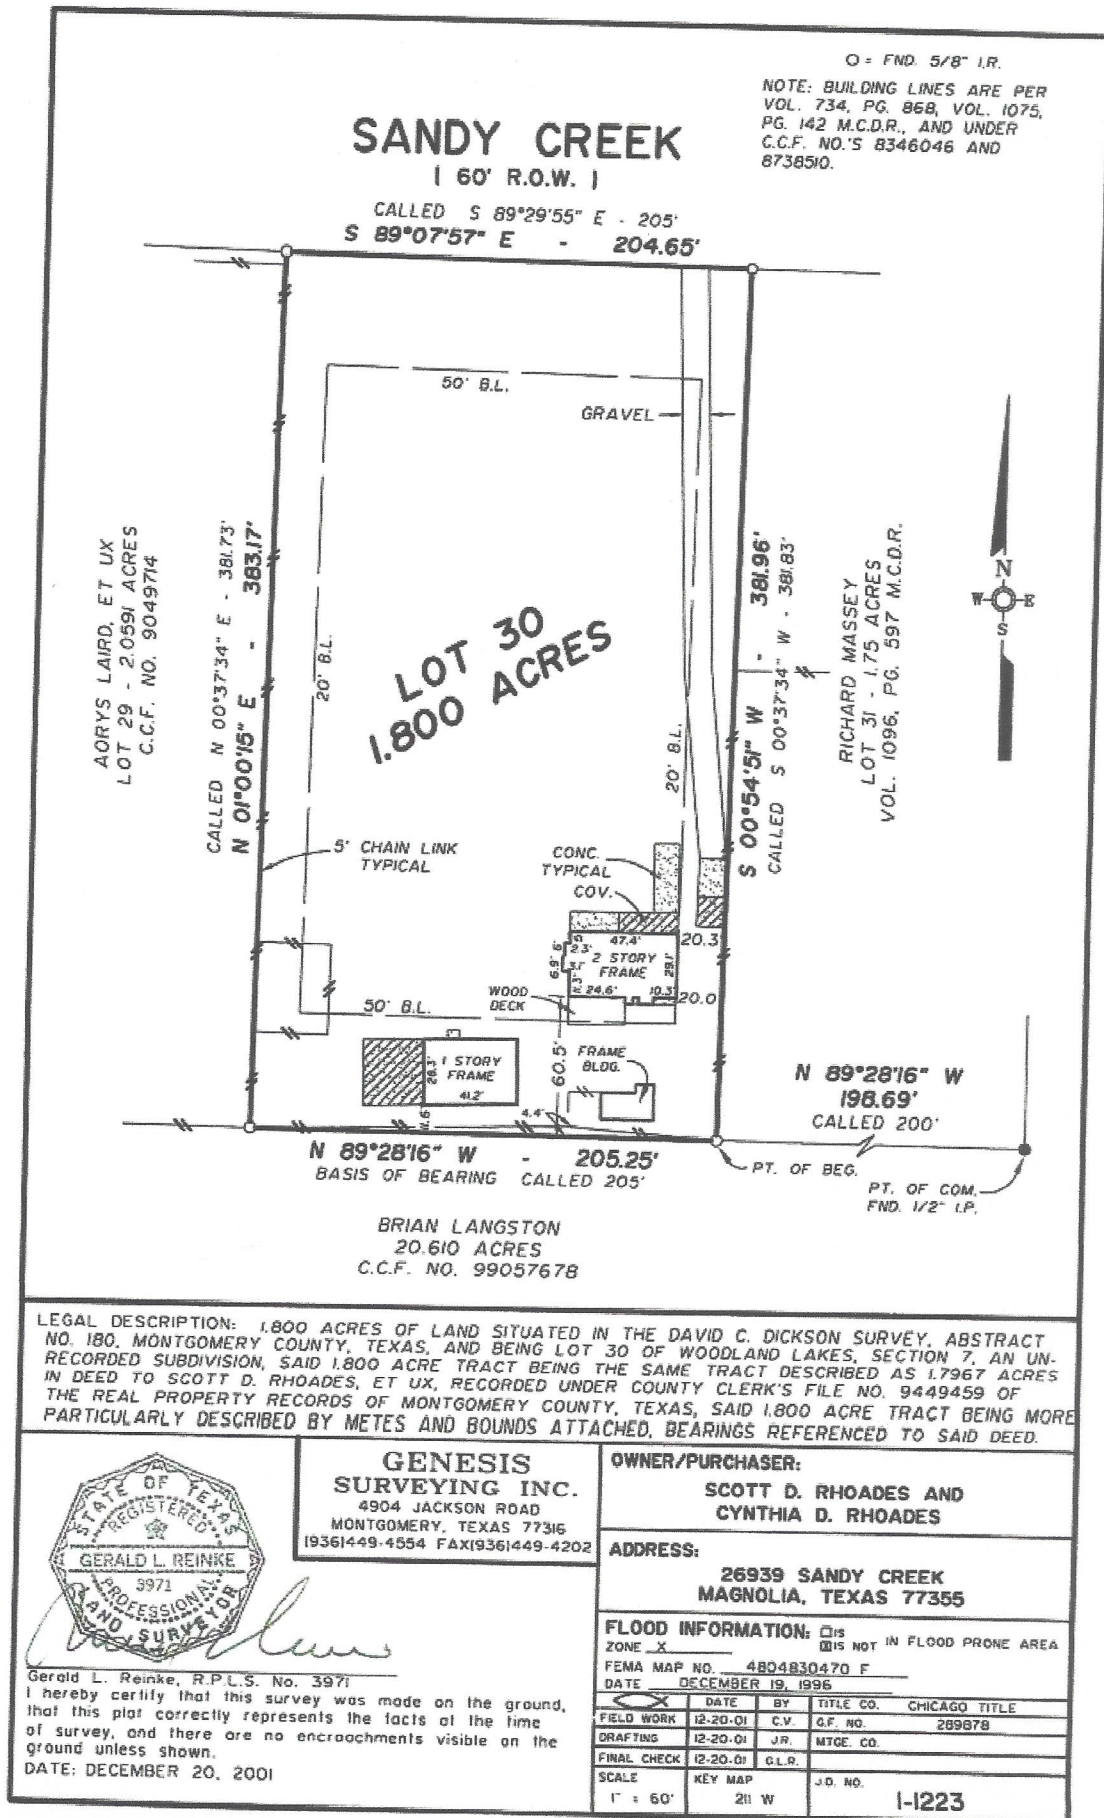 O = FND. 5/8" I.R.
NOTE: BUILDING LINES ARE PER
VOL. 734, PG. 868, VOL. 1075,
PG. 142 M.C.D.R., AND UNDER
C.C.F. NO.'S 8346046 AND
8738510.
SANDY CREEK
( 60' R.O.W. )
CALLED S 89°29'55" E - 205'
S 89°07'57" E - 204.65'
50' B.L.
GRAVEL
AORYS LAIRD, ET UX
LOT 29 - 2.0591 ACRES
C.C.F. NO. 9049714
CALLED N 00°37'34" E - 381.73'
N 01°00'15" E - 383.17'
20' B.L.
LOT 30
1.800 ACRES
20' B.L.
S 00°54'51" W - 381.96'
CALLED S 00°37'34" W - 381.83'
RICHARD MASSEY
LOT 31 - 1.75 ACRES
VOL. 1096, PG. 597 M.C.D.R.
N
W E
S
5' CHAIN LINK
TYPICAL
CONC.
TYPICAL
COV.
47.4'
20.3
2.3'
3.1'
6.9'
2 STORY
FRAME
29.1'
24.6'
10.3'
20.0
WOOD
DECK
50' B.L.
1 STORY
FRAME
26.3'
41.2'
11.6'
60.5'
FRAME
BLDG.
4.4'
N 89°28'16" W
198.69'
CALLED 200'
N 89°28'16" W - 205.25'
BASIS OF BEARING CALLED 205'
PT. OF BEG.
PT. OF COM.
FND. 1/2" I.P.
BRIAN LANGSTON
20.610 ACRES
C.C.F. NO. 99057678
LEGAL DESCRIPTION: 1.800 ACRES OF LAND SITUATED IN THE DAVID C. DICKSON SURVEY, ABSTRACT
NO. 180, MONTGOMERY COUNTY, TEXAS, AND BEING LOT 30 OF WOODLAND LAKES, SECTION 7, AN UN-
RECORDED SUBDIVISION, SAID 1.800 ACRE TRACT BEING THE SAME TRACT DESCRIBED AS 1.7967 ACRES
IN DEED TO SCOTT D. RHOADES, ET UX, RECORDED UNDER COUNTY CLERK'S FILE NO. 9449459 OF
THE REAL PROPERTY RECORDS OF MONTGOMERY COUNTY, TEXAS, SAID 1.800 ACRE TRACT BEING MORE
PARTICULARLY DESCRIBED BY METES AND BOUNDS ATTACHED, BEARINGS REFERENCED TO SAID DEED.
STATE OF TEXAS
REGISTERED
GERALD L. REINKE
3971
PROFESSIONAL
LAND SURVEYOR
Gerald L. Reinke, R.P.L.S. No. 3971
I hereby certify that this survey was made on the ground,
that this plat correctly represents the facts at the time
of survey, and there are no encroachments visible on the
ground unless shown.
DATE: DECEMBER 20, 2001
GENESIS
SURVEYING INC.
4904 JACKSON ROAD
MONTGOMERY, TEXAS 77316
(936)449-4554 FAX(936)449-4202
OWNER/PURCHASER:
SCOTT D. RHOADES AND
CYNTHIA D. RHOADES
ADDRESS:
26939 SANDY CREEK
MAGNOLIA, TEXAS 77355
FLOOD INFORMATION: IS
ZONE X IS NOT IN FLOOD PRONE AREA
FEMA MAP NO. 4804830470 F
DATE DECEMBER 19, 1996
DATE BY TITLE CO. CHICAGO TITLE
FIELD WORK 12-20-01 C.V. G.F. NO. 289878
DRAFTING 12-20-01 J.R. MTGE. CO.
FINAL CHECK 12-20-01 G.L.R.
SCALE KEY MAP J.O. NO.
1" = 60' 211 W 1-1223